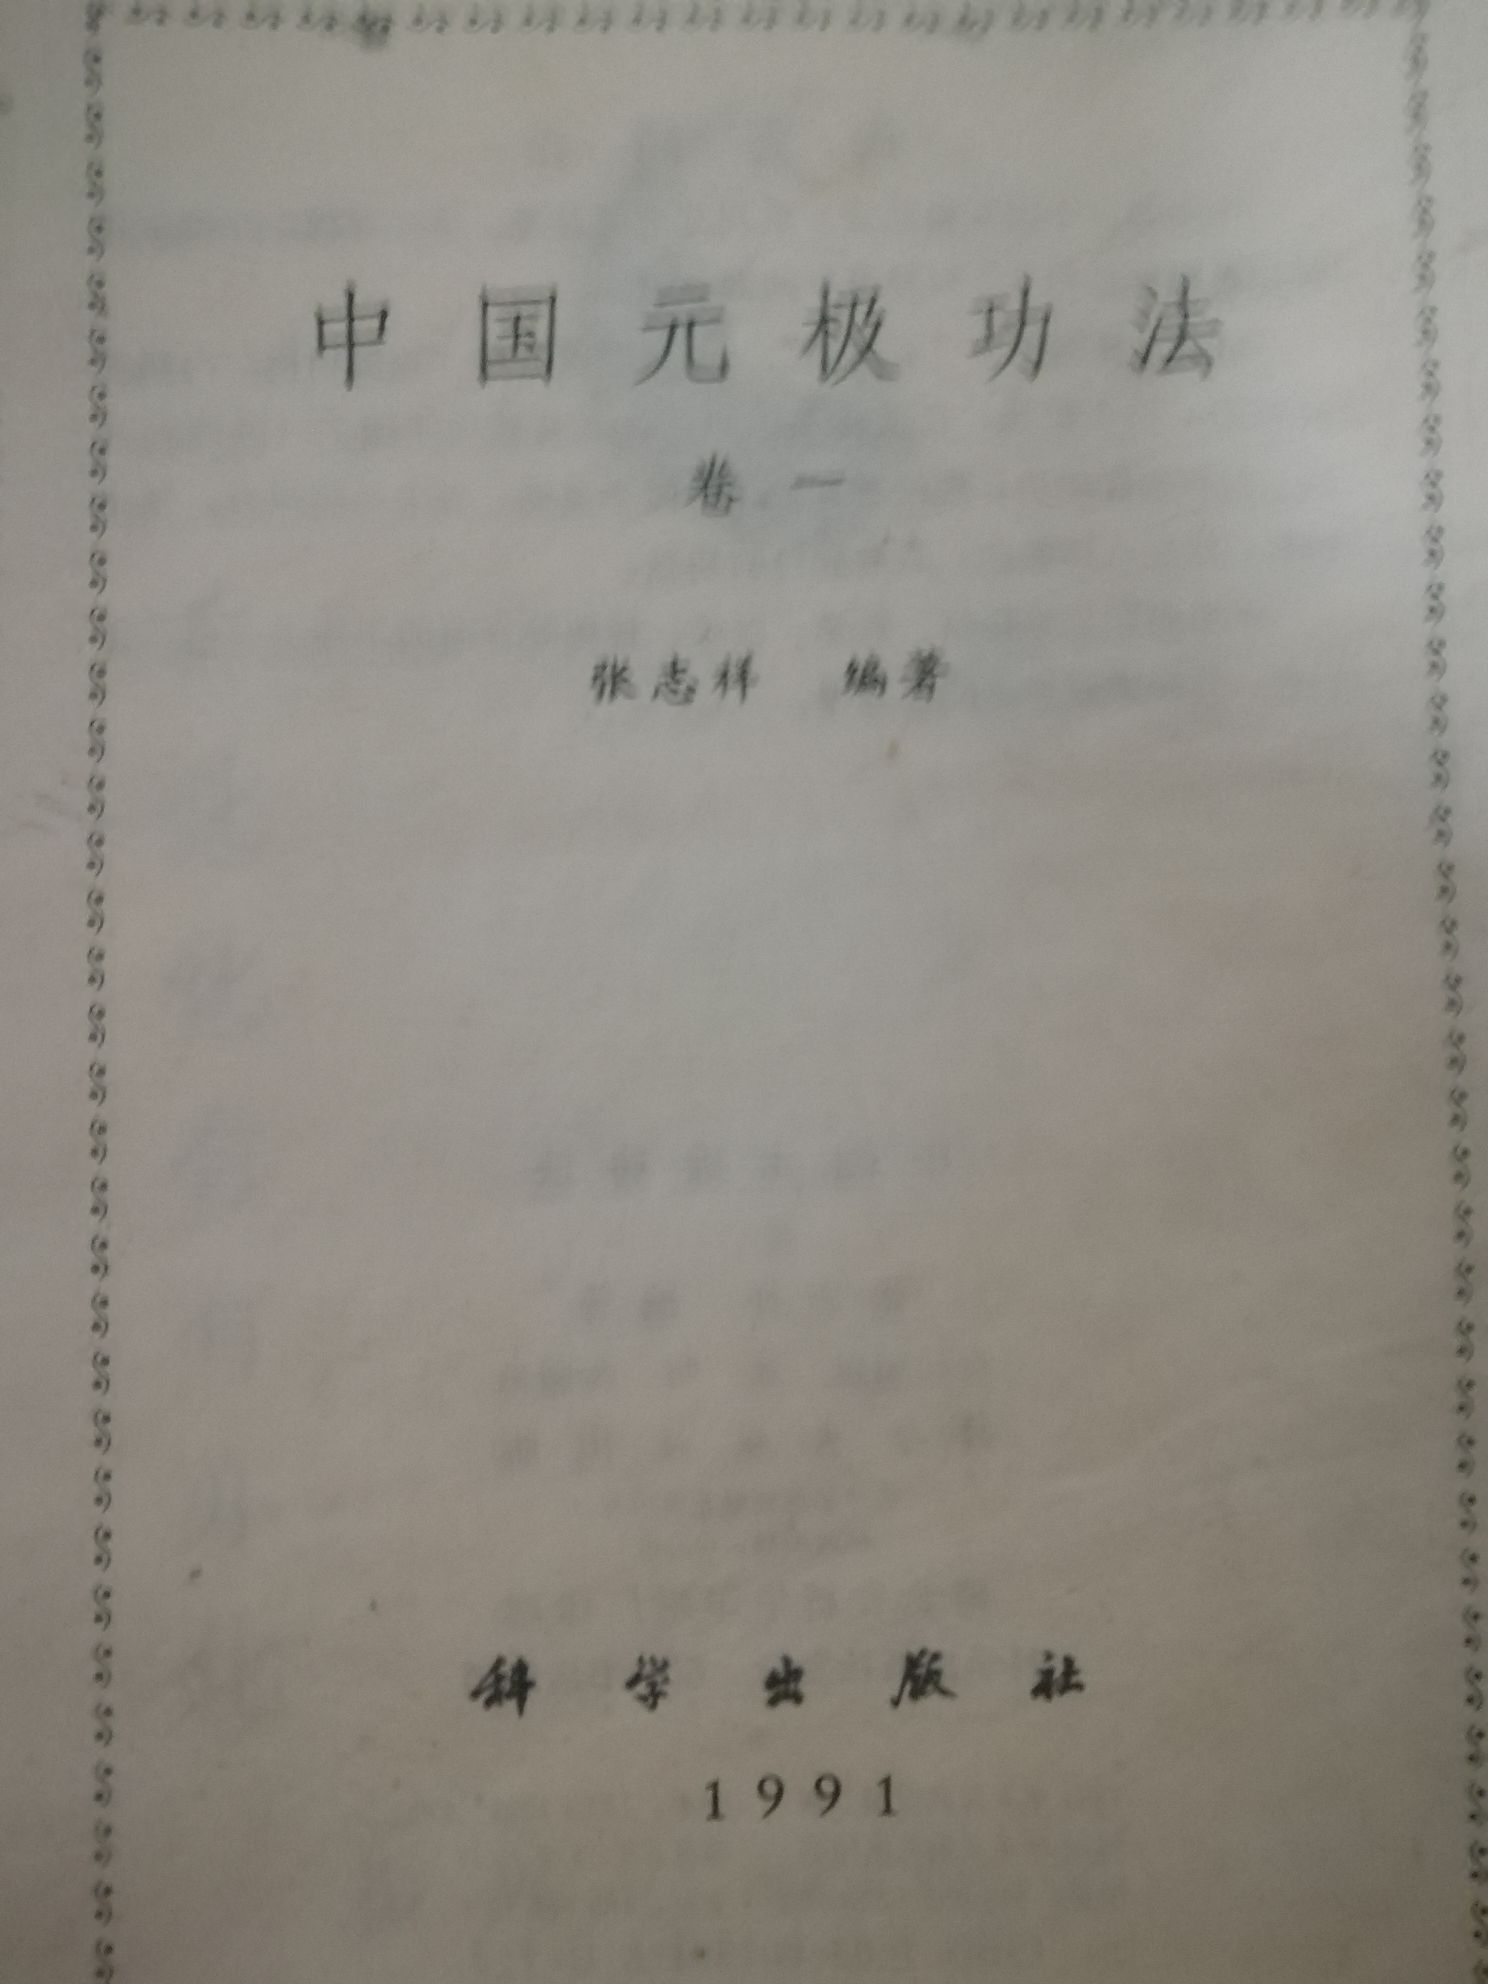 中国元极功法
卷一
张志祥 编著
科学出版社
1991